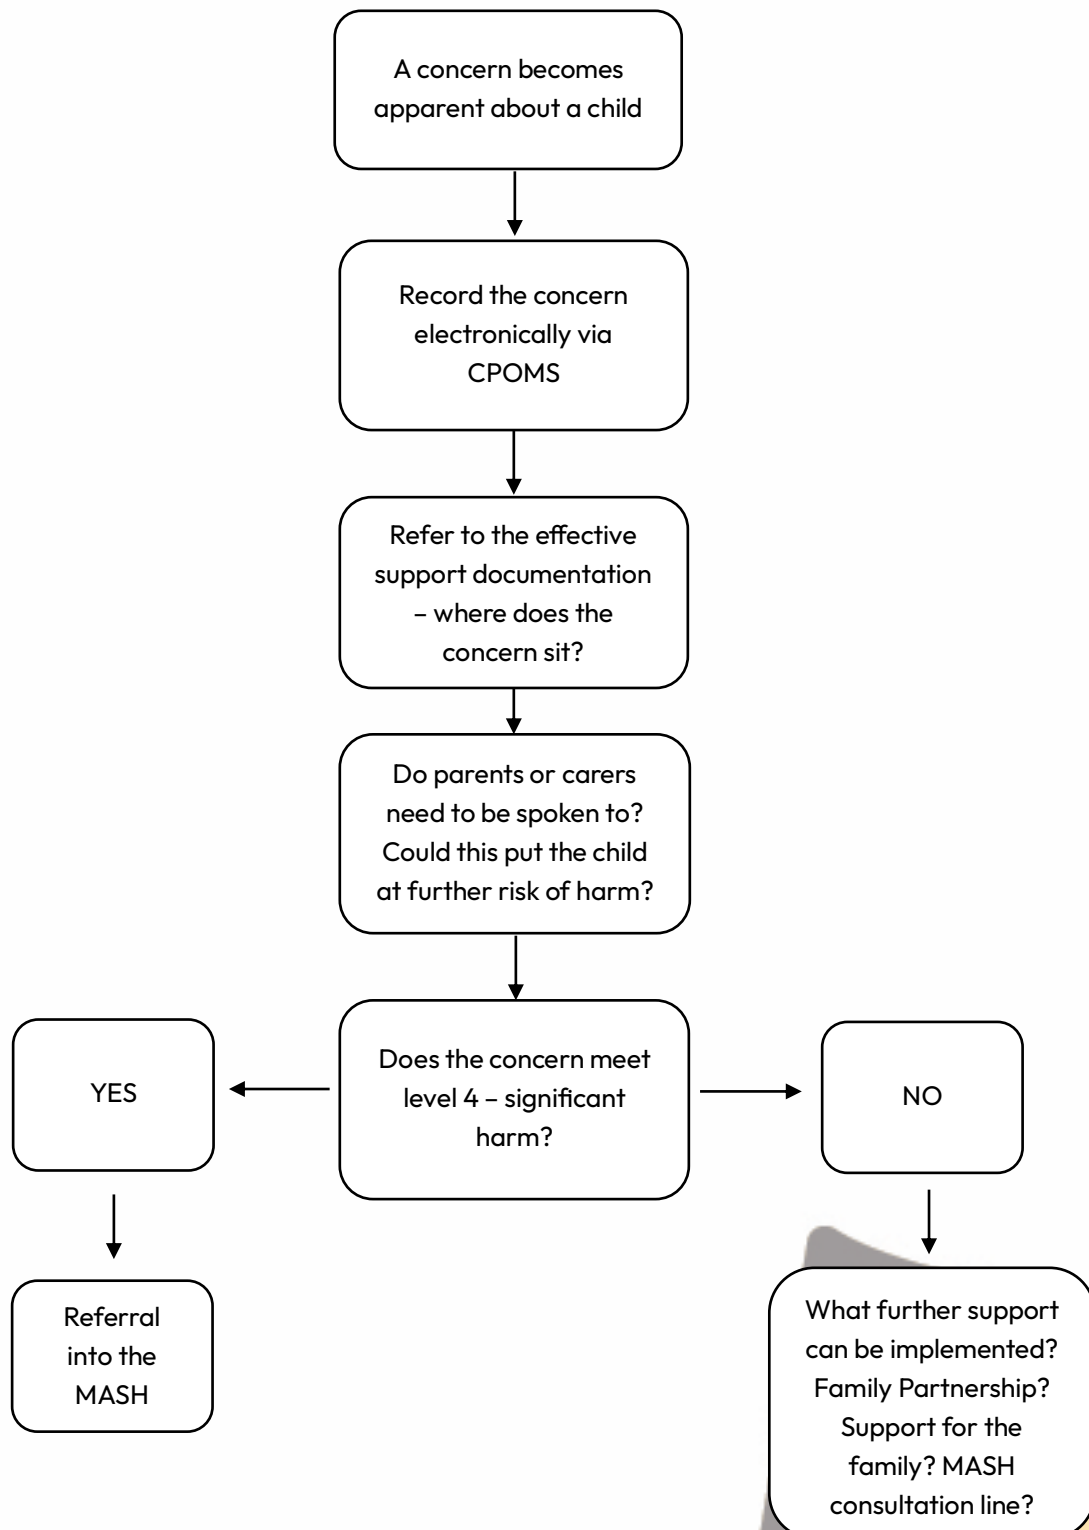 A concern becomes
apparent about a child
Record the concern
electronically via
CPOMS
Refer to the effective
support documentation
– where does the
concern sit?
Do parents or carers
need to be spoken to?
Could this put the child
at further risk of harm?
Does the concern meet
level 4 – significant
harm?
YES
NO
Referral
into the
MASH
What further support
can be implemented?
Family Partnership?
Support for the
family? MASH
consultation line?